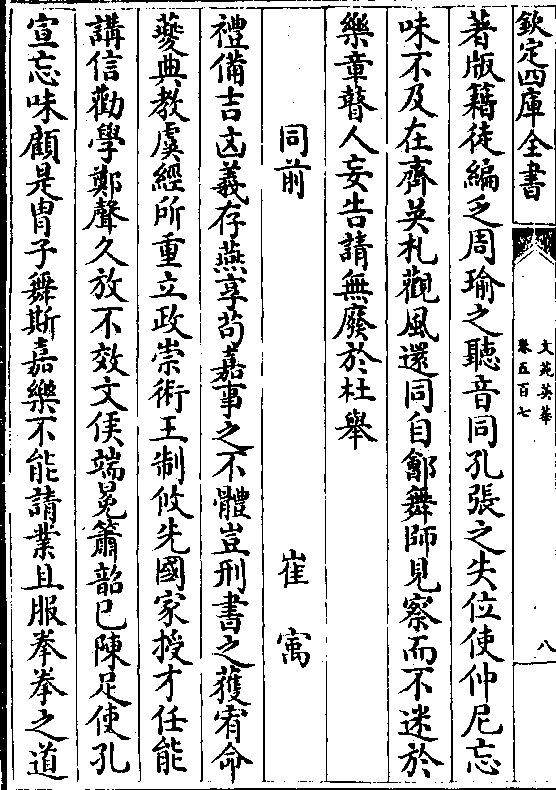 欽定四庫全書
文苑英華
卷五百七
八
著版籍徒編乏周瑜之聽音同孔張之失位使仲尼忘
味不及在齊英札觀風還同自鄶舞師見察而不迷於
樂章瞽人妄告請無廢於杜舉
同前
崔寓
禮備吉凶義存燕享苟嘉事之不體豈刑書之獲宥命
夔典教虞經所重立政崇術王制攸先國家授才任能
講信勸學鄭聲久放不效文侯端冕簫韶已陳足使孔
宣忘味顧是胄子舞斯嘉樂不能請業且服拳拳之道